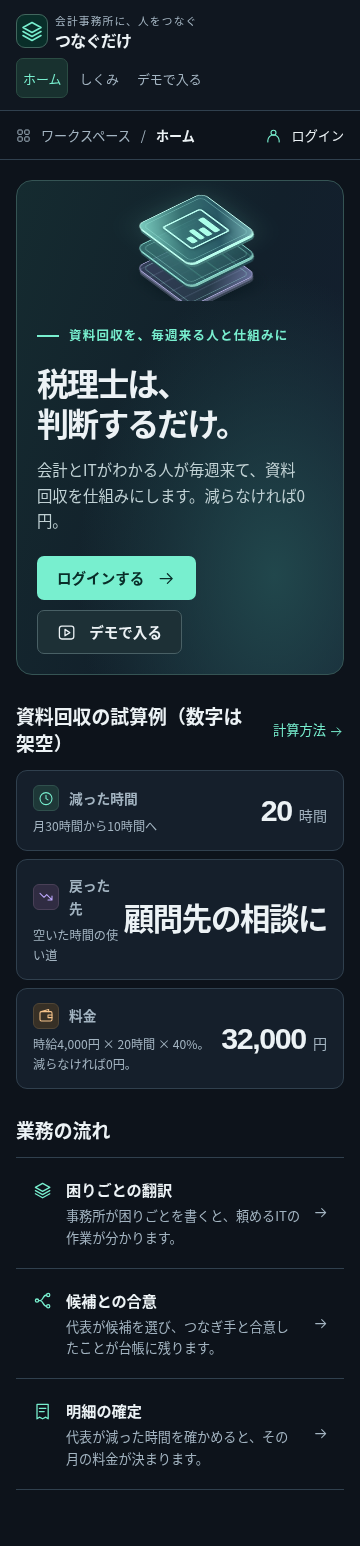 会計事務所に、人をつなぐ
つなぐだけ
ホーム しくみ デモで入る
ワークスペース / ホーム ログイン
資料回収を、毎週来る人と仕組みに
税理士は、
判断するだけ。
会計とITがわかる人が毎週来て、資料
回収を仕組みにします。減らなければ0
円。
ログインする →
デモで入る
資料回収の試算例（数字は
架空）
計算方法 →
減った時間
月30時間から10時間へ
20 時間
戻った
先
空いた時間の使
い道
顧問先の相談に
料金
時給4,000円 × 20時間 × 40%。
減らなければ0円。
32,000 円
業務の流れ
困りごとの翻訳
事務所が困りごとを書くと、頼めるITの
作業が分かります。
→
候補との合意
代表が候補を選び、つなぎ手と合意し
たことが台帳に残ります。
→
明細の確定
代表が減った時間を確かめると、その
月の料金が決まります。
→